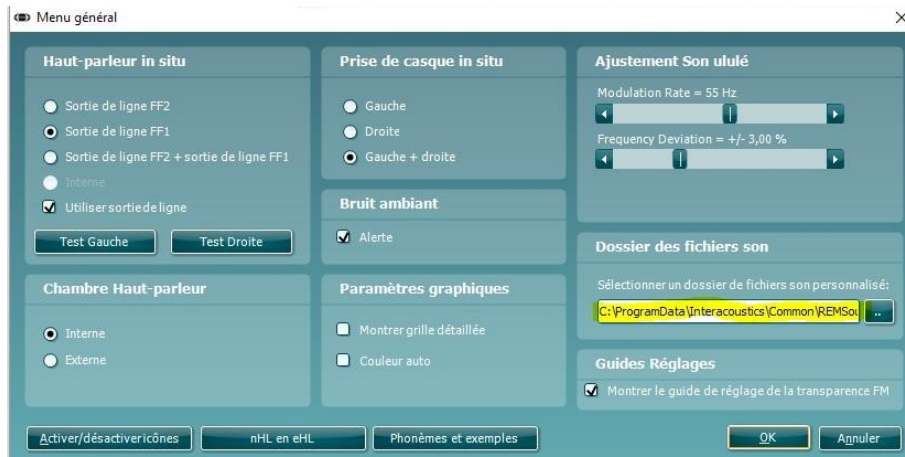 Menu général
Haut-parleur in situ
Sortie de ligne FF2
Sortie de ligne FF1
Sortie de ligne FF2 + sortie de ligne FF1
Interne
Utiliser sortie de ligne
Test Gauche
Test Droite
Chambre Haut-parleur
Interne
Externe
Prise de casque in situ
Gauche
Droite
Gauche + droite
Bruit ambiant
Alerte
Paramètres graphiques
Montrer grille détaillée
Couleur auto
Ajustement Son ululé
Modulation Rate = 55 Hz
Frequency Deviation = +/- 3,00 %
Dossier des fichiers son
Sélectionner un dossier de fichiers son personnalisé:
C:\ProgramData\Interacoustics\Common\REMSou
..
Guides Réglages
Montrer le guide de réglage de la transparence FM
Activer/désactiver icônes
nHL en eHL
Phonèmes et exemples
OK
Annuler